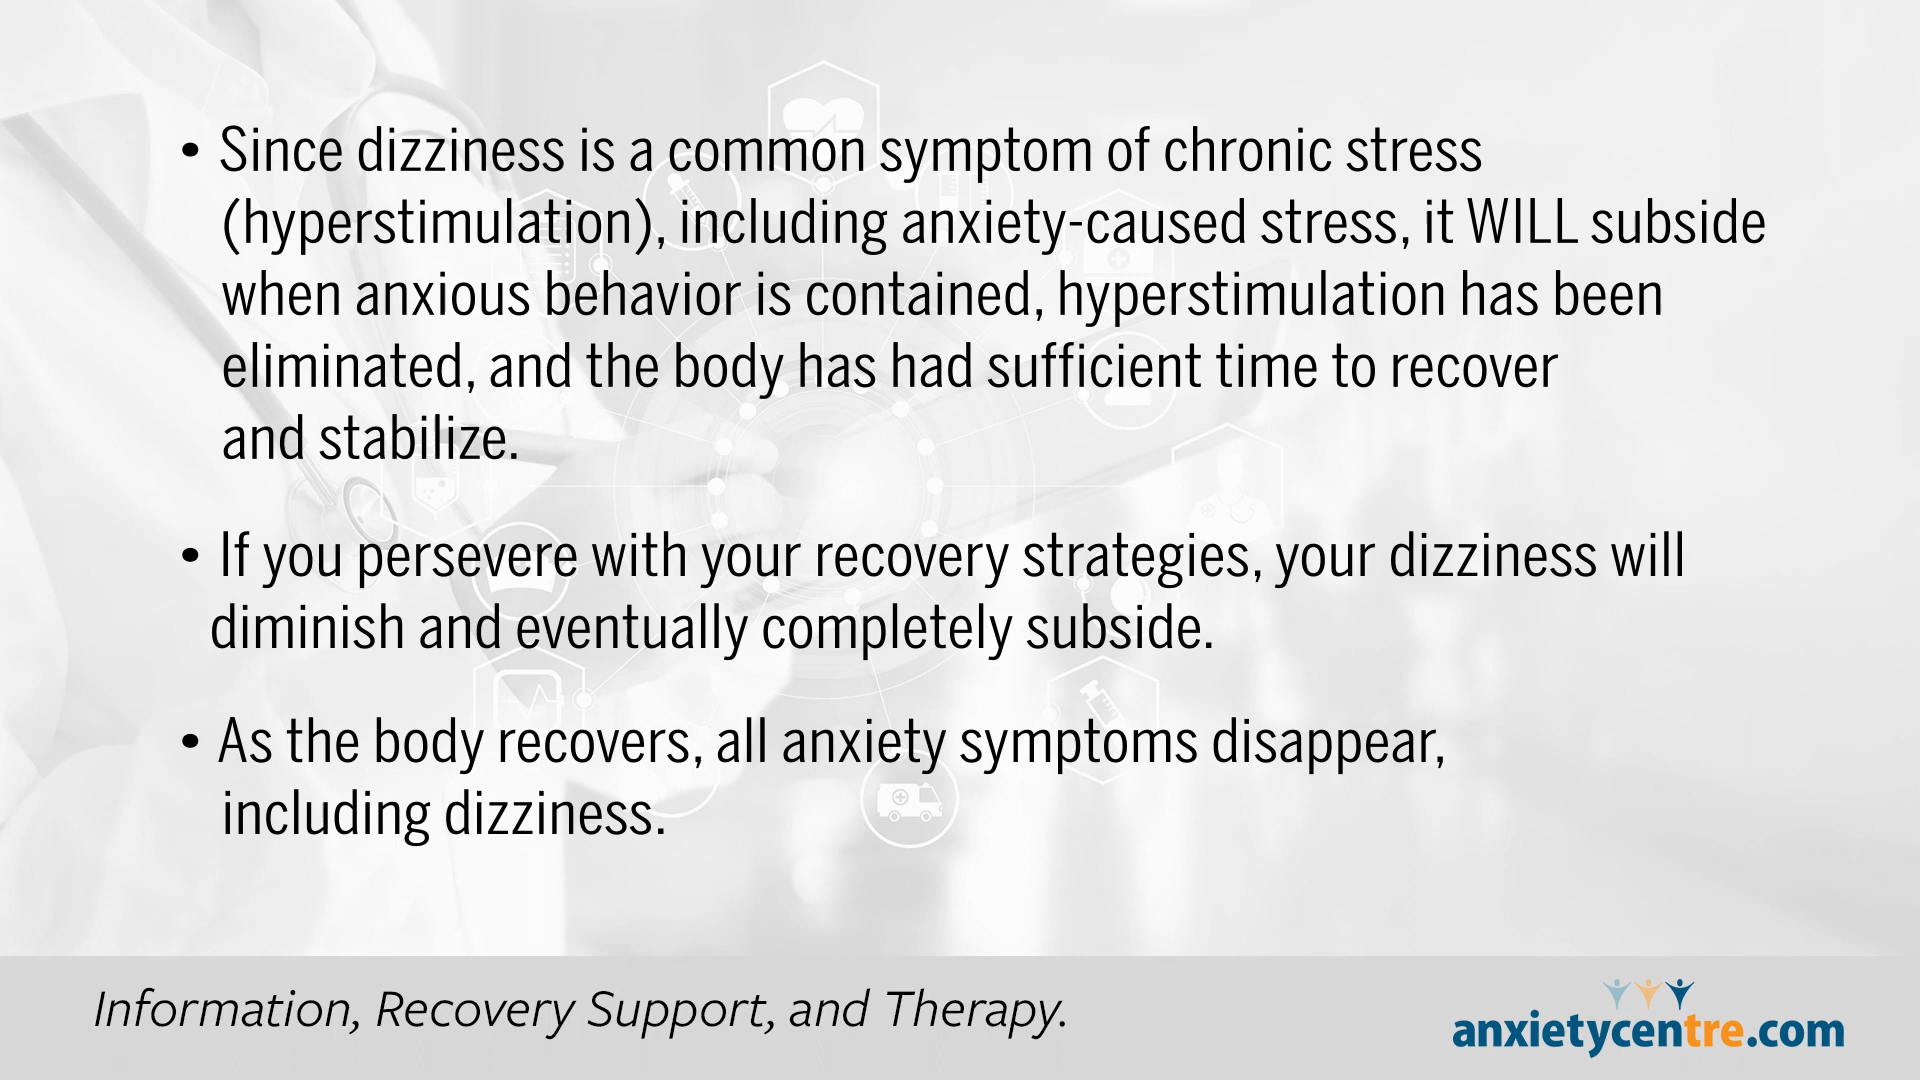 • Since dizziness is a common symptom of chronic stress
(hyperstimulation), including anxiety-caused stress, it WILL subside
when anxious behavior is contained, hyperstimulation has been
eliminated, and the body has had sufficient time to recover
and stabilize.
• If you persevere with your recovery strategies, your dizziness will
diminish and eventually completely subside.
• As the body recovers, all anxiety symptoms disappear,
including dizziness.
Information, Recovery Support, and Therapy.
anxietycentre.com